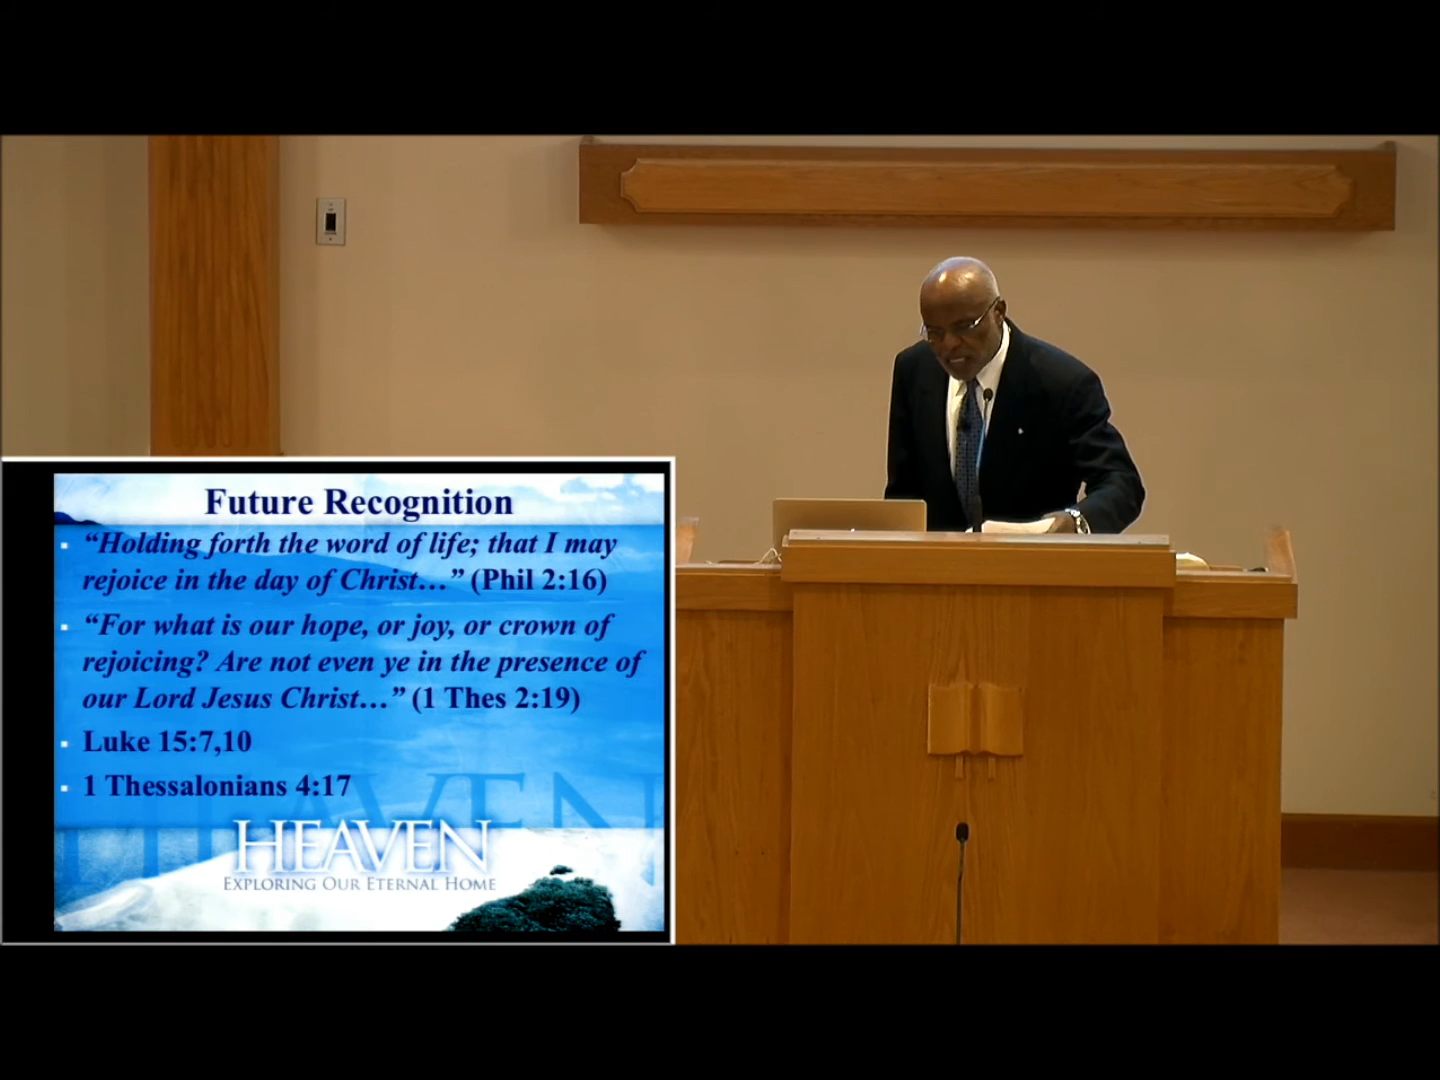 Future Recognition
“Holding forth the word of life; that I may
rejoice in the day of Christ…” (Phil 2:16)
“For what is our hope, or joy, or crown of
rejoicing? Are not even ye in the presence of
our Lord Jesus Christ…” (1 Thes 2:19)
Luke 15:7,10
1 Thessalonians 4:17
HEAVEN
HEAVEN
EXPLORING OUR ETERNAL HOME